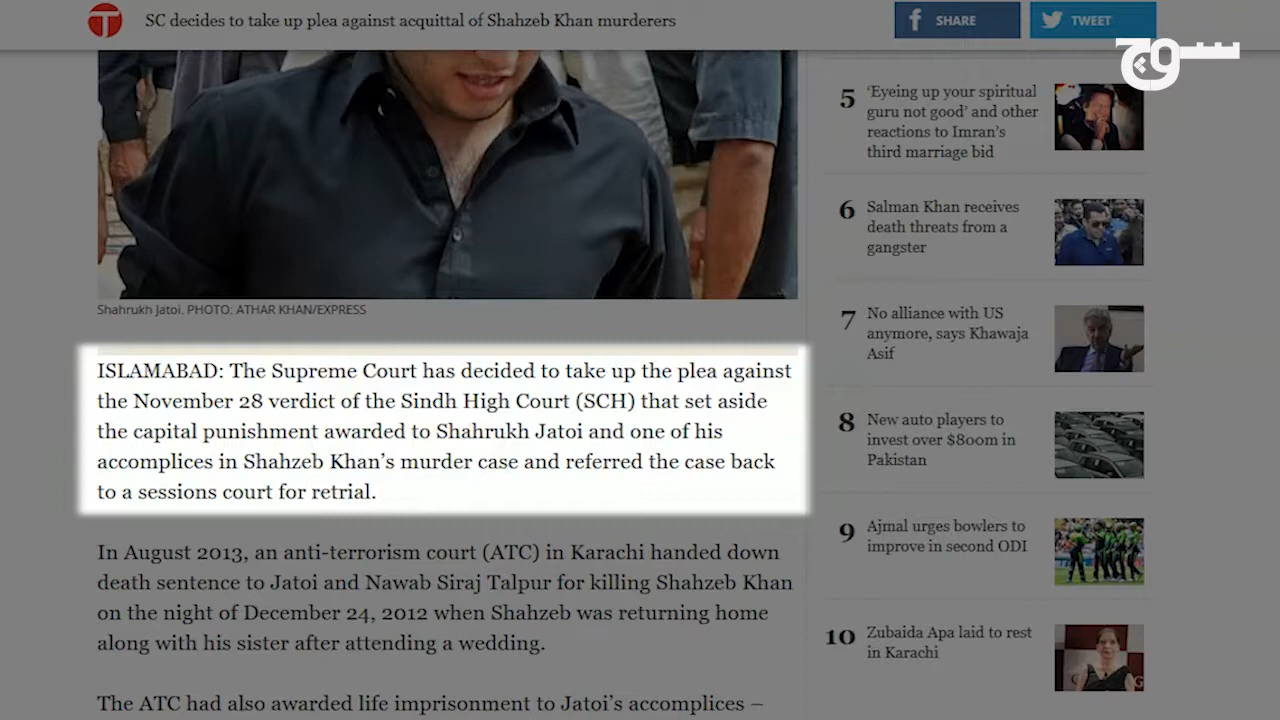 SC decides to take up plea against acquittal of Shahzeb Khan murderers
SHARE
TWEET
سوچ
Shahrukh Jatoi. PHOTO: ATHAR KHAN/EXPRESS
ISLAMABAD: The Supreme Court has decided to take up the plea against
the November 28 verdict of the Sindh High Court (SCH) that set aside
the capital punishment awarded to Shahrukh Jatoi and one of his
accomplices in Shahzeb Khan’s murder case and referred the case back
to a sessions court for retrial.
In August 2013, an anti-terrorism court (ATC) in Karachi handed down
death sentence to Jatoi and Nawab Siraj Talpur for killing Shahzeb Khan
on the night of December 24, 2012 when Shahzeb was returning home
along with his sister after attending a wedding.
The ATC had also awarded life imprisonment to Jatoi’s accomplices –
5
‘Eyeing up your spiritual
guru not good’ and other
reactions to Imran’s
third marriage bid
6
Salman Khan receives
death threats from a
gangster
7
No alliance with US
anymore, says Khawaja
Asif
8
New auto players to
invest over $800m in
Pakistan
9
Ajmal urges bowlers to
improve in second ODI
10
Zubaida Apa laid to rest
in Karachi